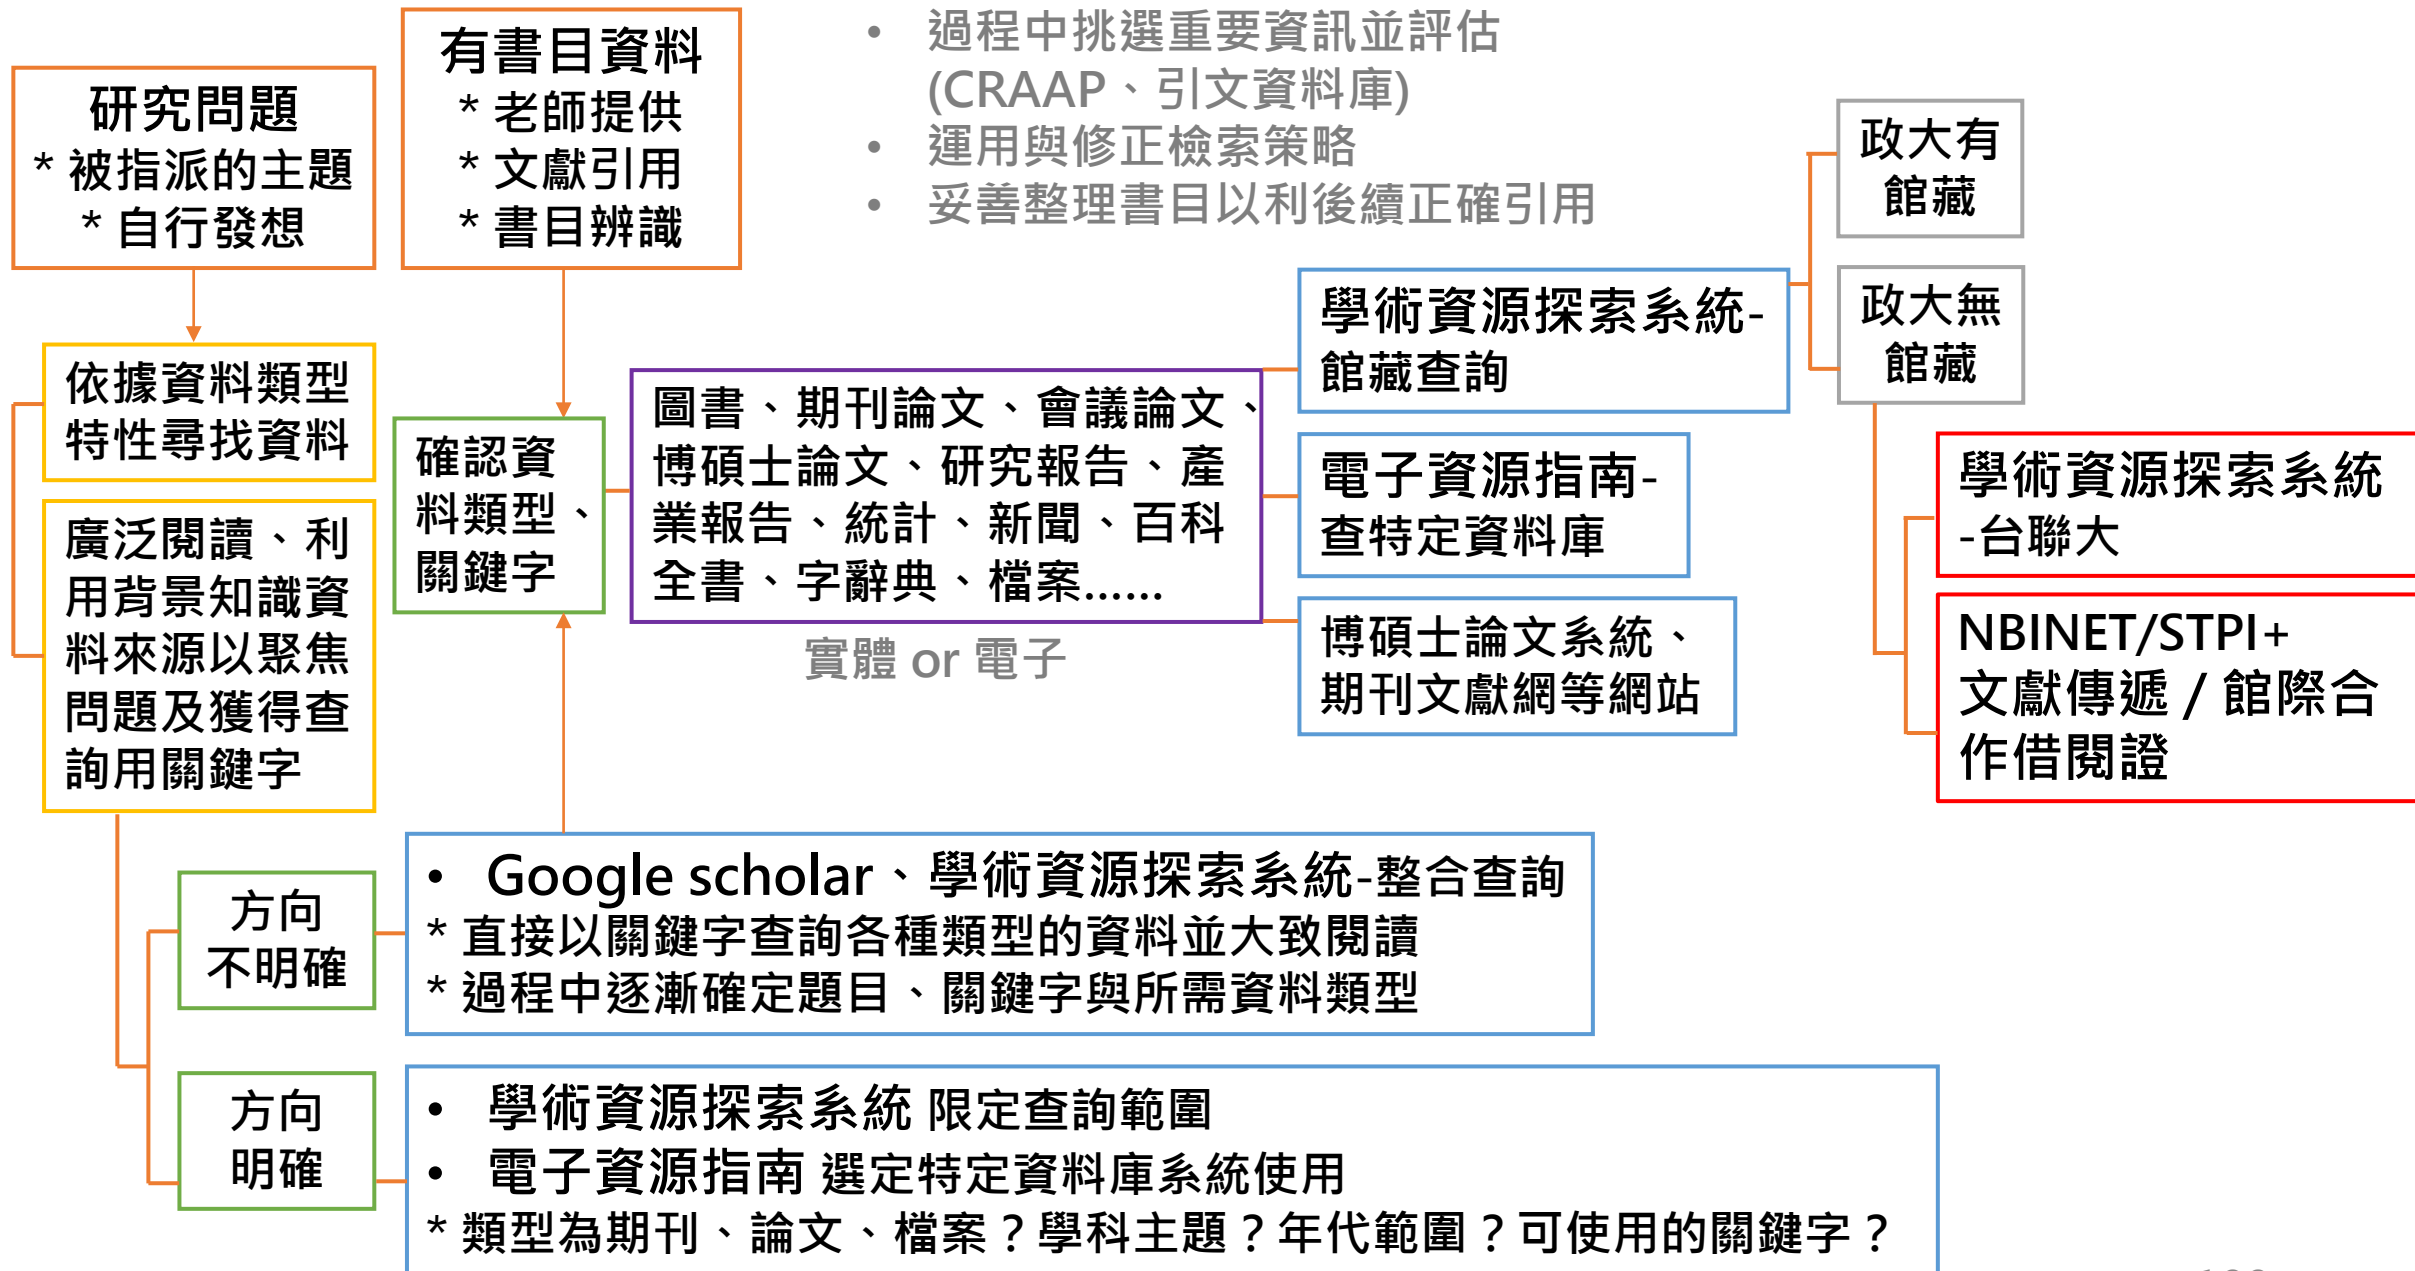 研究問題
* 被指派的主題
* 自行發想
有書目資料
* 老師提供
* 文獻引用
* 書目辨識
• 過程中挑選重要資訊並評估
(CRAAP、引文資料庫)
• 運用與修正檢索策略
• 妥善整理書目以利後續正確引用
政大有
館藏
政大無
館藏
學術資源探索系統-
館藏查詢
依據資料類型
特性尋找資料
確認資
料類型、
關鍵字
圖書、期刊論文、會議論文、
博碩士論文、研究報告、產
業報告、統計、新聞、百科
全書、字辭典、檔案......
實體 or 電子
電子資源指南-
查特定資料庫
博碩士論文系統、
期刊文獻網等網站
學術資源探索系統
-台聯大
NBINET/STPI+
文獻傳遞 / 館際合
作借閱證
廣泛閱讀、利
用背景知識資
料來源以聚焦
問題及獲得查
詢用關鍵字
方向
不明確
• Google scholar、學術資源探索系統-整合查詢
* 直接以關鍵字查詢各種類型的資料並大致閱讀
* 過程中逐漸確定題目、關鍵字與所需資料類型
方向
明確
• 學術資源探索系統 限定查詢範圍
• 電子資源指南 選定特定資料庫系統使用
* 類型為期刊、論文、檔案？學科主題？年代範圍？可使用的關鍵字？